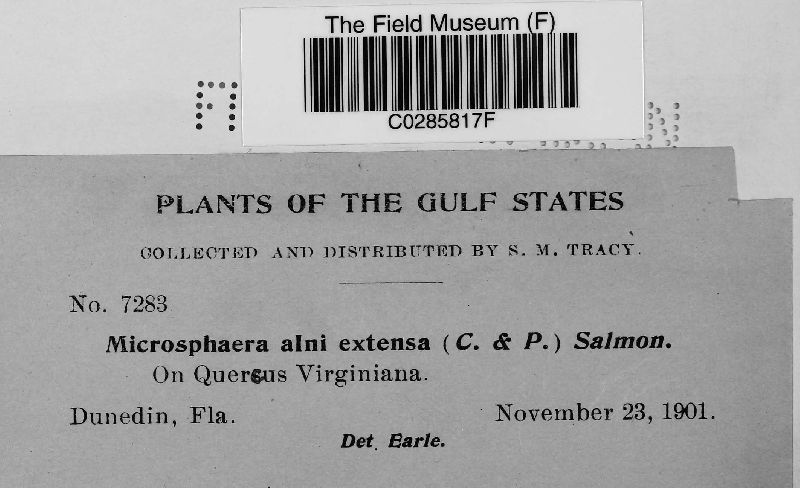 The Field Museum (F)
C0285817F
PLANTS OF THE GULF STATES
COLLECTED AND DISTRIBUTED BY S. M. TRACY.
No. 7283
Microsphaera alni extensa (C. & P.) Salmon.
On Quercus Virginiana.
Dunedin, Fla. November 23, 1901.
Det. Earle.